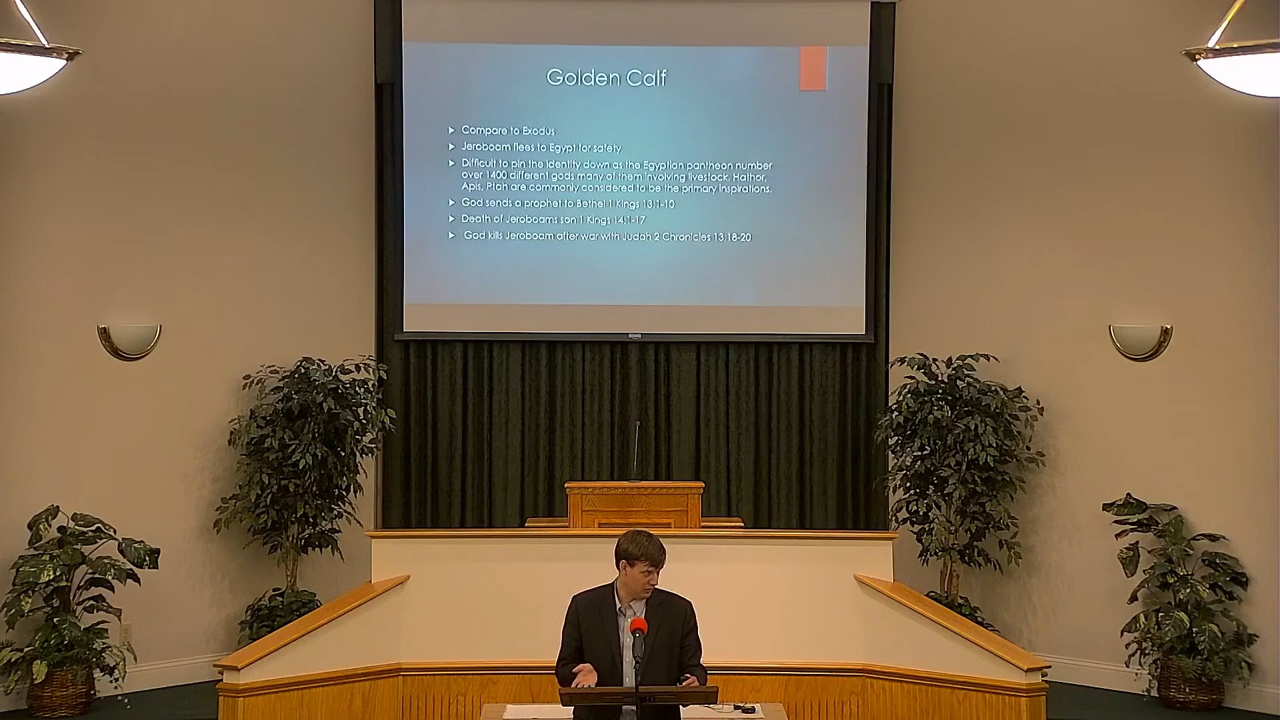 Golden Calf
Compare to Exodus
Jeroboam flees to Egypt for safety
Difficult to pin the identity down as the Egyptian pantheon number
over 1400 different gods many of them involving livestock. Hathor,
Apis, Ptah are commonly considered to be the primary inspirations.
God sends a prophet to Bethel 1 Kings 13:1-10
Death of Jeroboams son 1 Kings 14:1-17
God kills Jeroboam after war with Judah 2 Chronicles 13:18-20